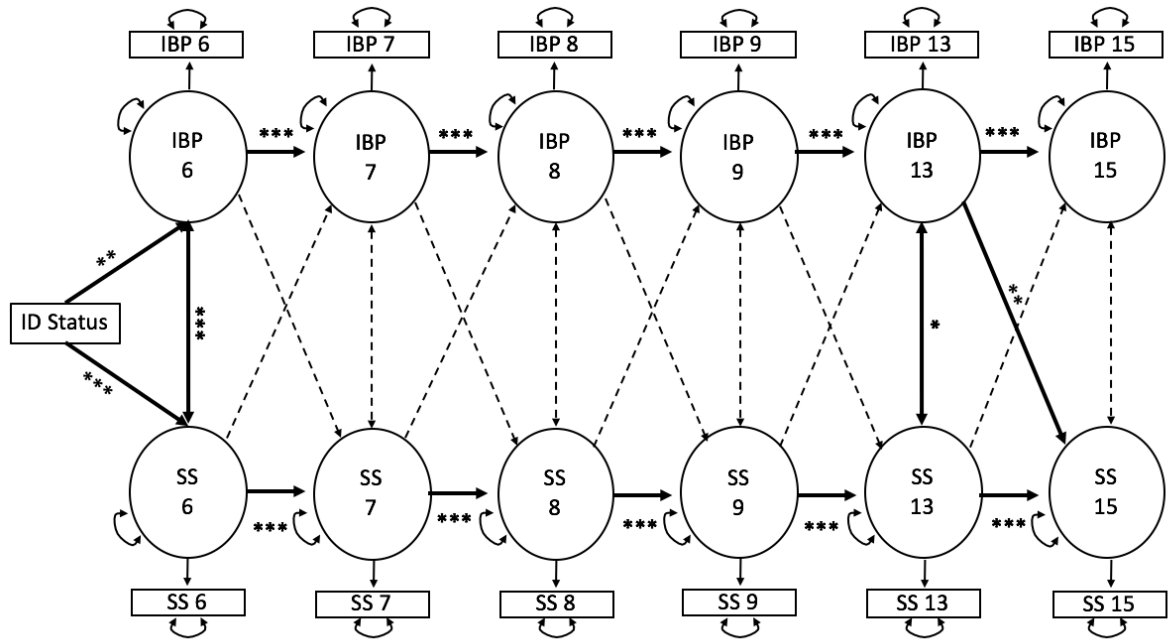 IBP 6
IBP 7
IBP 8
IBP 9
IBP 13
IBP 15
IBP
6
***
IBP
7
***
IBP
8
***
IBP
9
***
IBP
13
***
IBP
15
**
ID Status
***
***
*
**
SS
6
***
SS
7
***
SS
8
***
SS
9
***
SS
13
***
SS
15
SS 6
SS 7
SS 8
SS 9
SS 13
SS 15